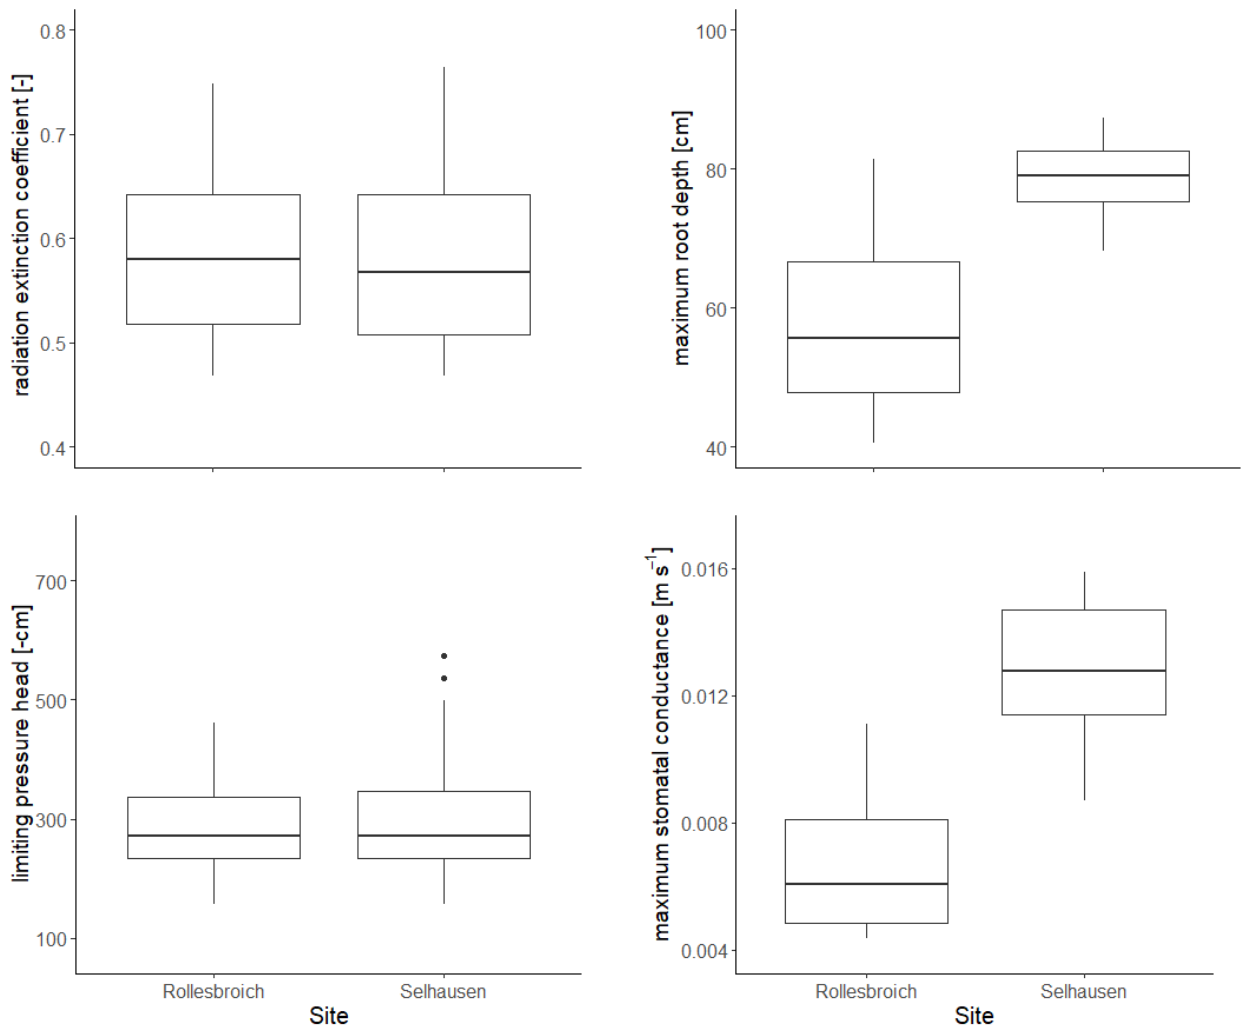 radiation extinction coefficient [-]
0.8
0.7
0.6
0.5
0.4
maximum root depth [cm]
100
80
60
40
limiting pressure head [-cm]
700
500
300
100
Rollesbroich
Selhausen
Site
maximum stomatal conductance [m s⁻¹]
0.016
0.012
0.008
0.004
Rollesbroich
Selhausen
Site